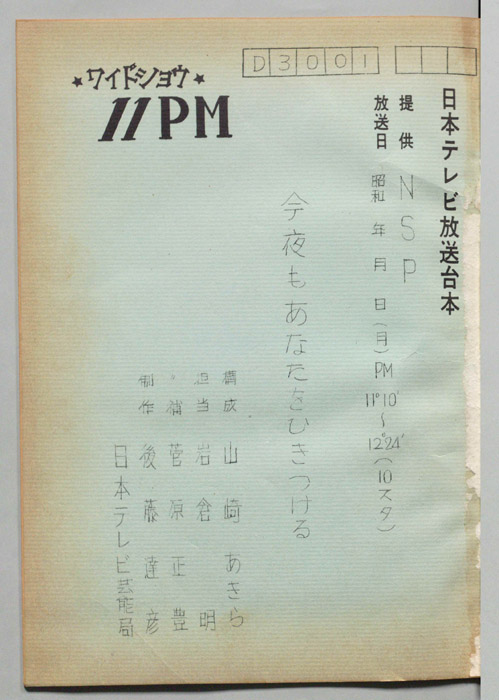 D3001
ワイドショウ
11PM
日本テレビ放送台本
提供 NSP
放送日 昭和 年 月 日(月)PM 11°10′〜12°24′(10スタ)
今夜もあなたをひきつける
構成 山崎 あきら
担当 岩倉 明
〃補 菅原 正豊
制作 後藤 達彦
日本テレビ芸能局